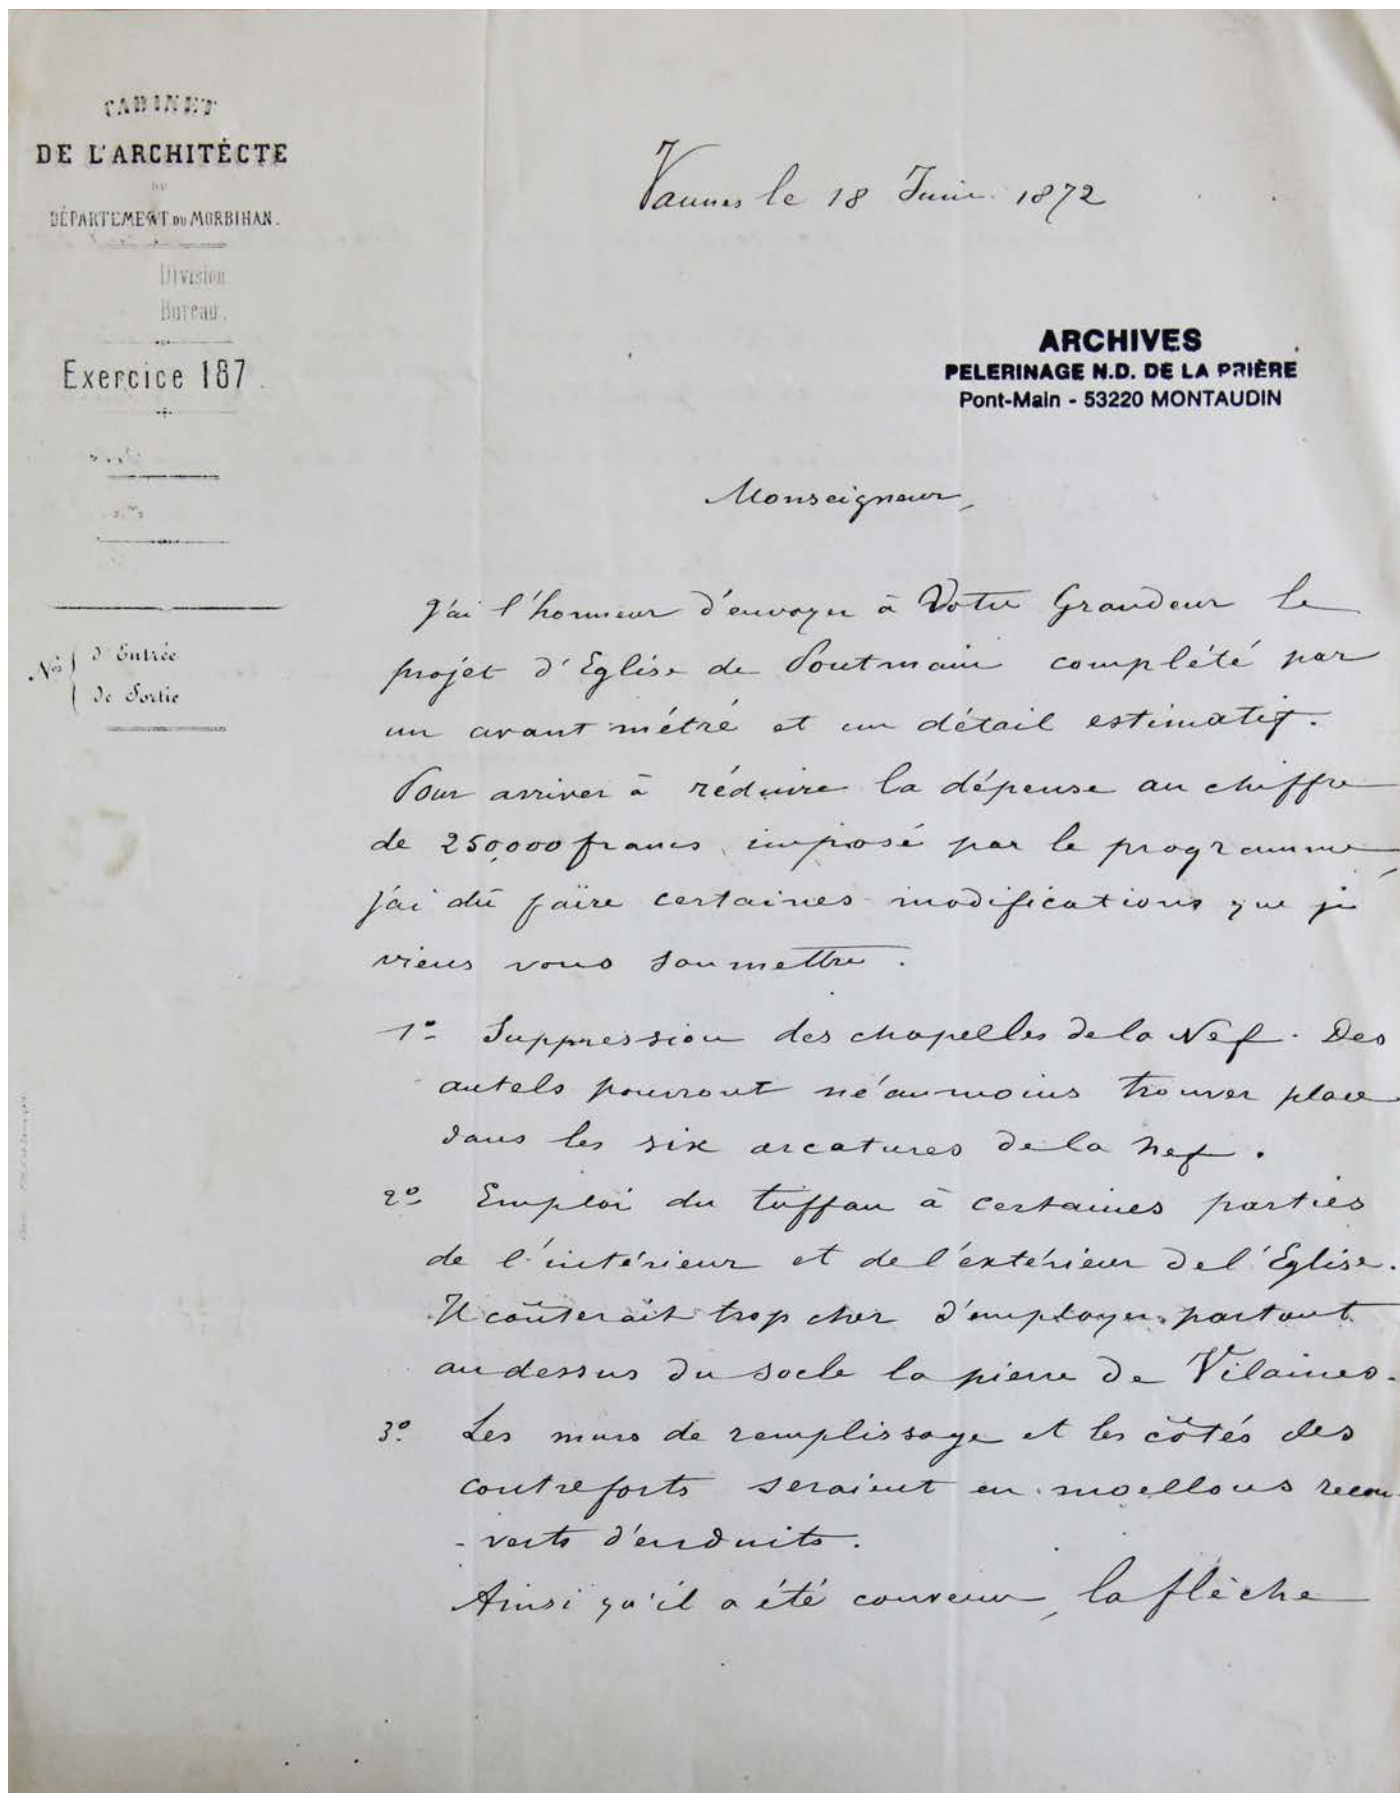 CABINET
DE L'ARCHITÉCTE
DU
DÉPARTEMENT DU MORBIHAN.
Division
Bureau.
Exercice 187 .
Nos { d'Entrée
de Sortie
Vannes le 18 Juin 1872
ARCHIVES
PELERINAGE N.D. DE LA PRIÈRE
Pont-Main - 53220 MONTAUDIN
Monseigneur,
J'ai l'honneur d'envoyer à Votre Grandeur le
projet d'Eglise de Pontmain complété par
un avant métré et un détail estimatif.
Pour arriver à réduire la dépense au chiffre
de 250,000 francs imposé par le programme,
j'ai dû faire certaines modifications que je
viens vous soumettre.
1º Suppression des chapelles de la Nef. Des
autels pourront néanmoins trouver place
dans les six arcatures de la nef.
2º Emploi du tuffau à certaines parties
de l'intérieur et de l'extérieur de l'Eglise.
Il coûterait trop cher d'employer partout
au dessus du socle la pierre de Vilaines.
3º Les murs de remplissage et les côtés des
contreforts seraient en moellons recou-
-verts d'enduits.
Ainsi qu'il a été convenu, la flèche